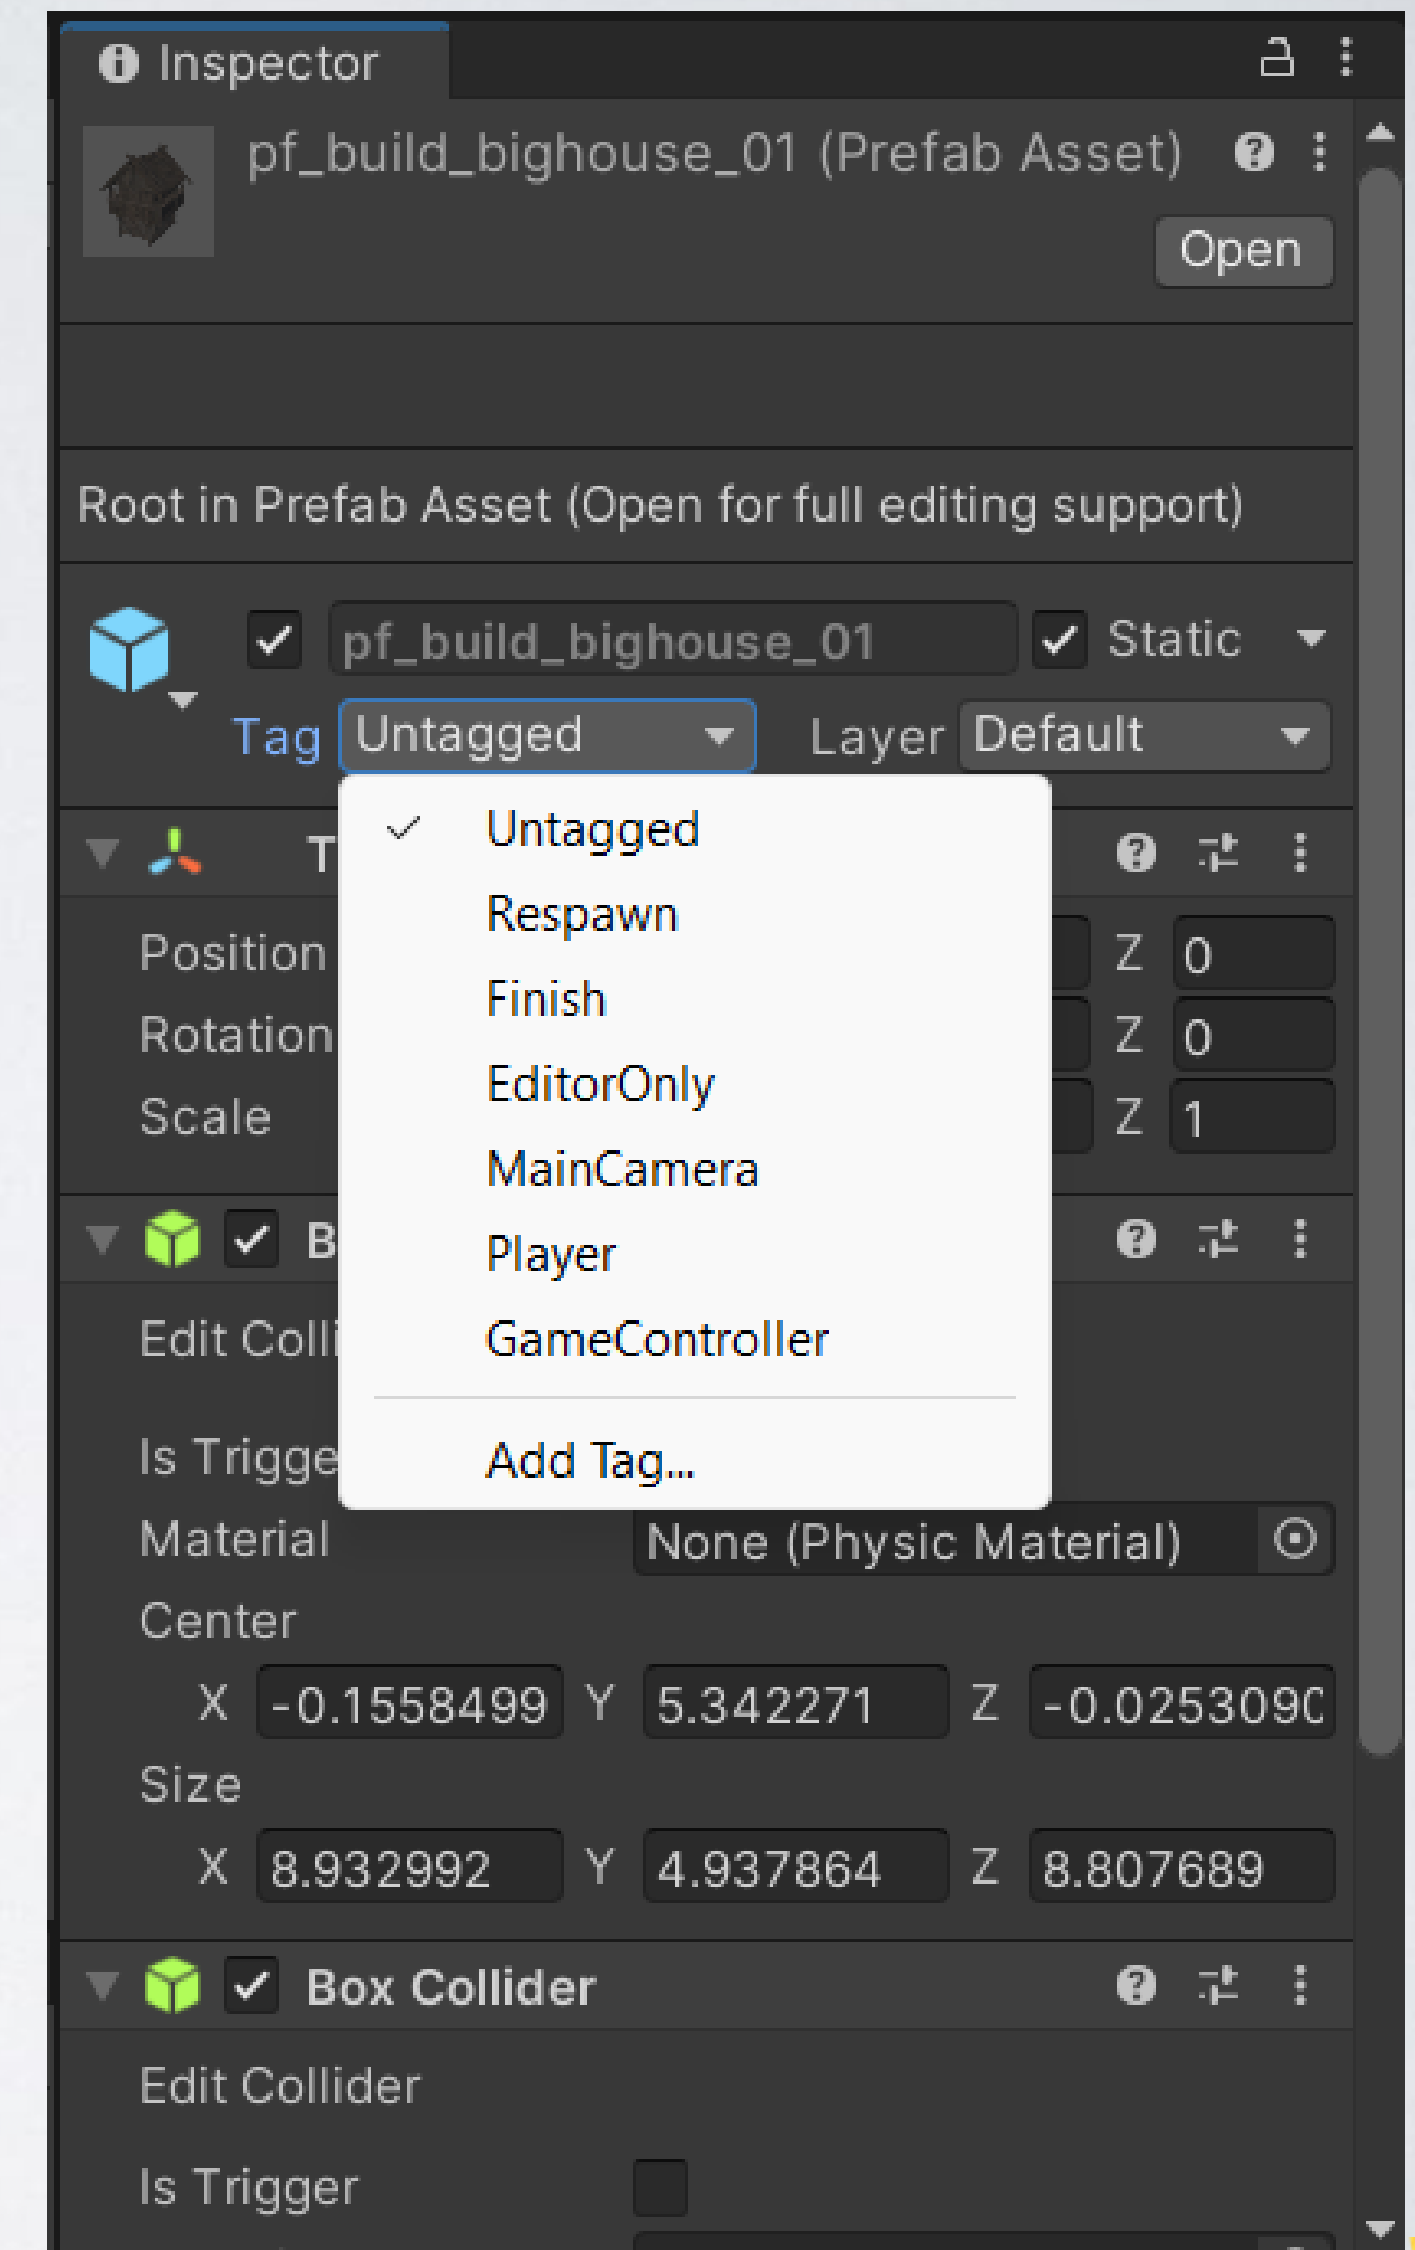 Inspector
pf_build_bighouse_01 (Prefab Asset)
Open
Root in Prefab Asset (Open for full editing support)
pf_build_bighouse_01 Static
Tag Untagged Layer Default
Untagged
Respawn
Finish
EditorOnly
MainCamera
Player
GameController
Add Tag...
Position Z 0
Rotation Z 0
Scale Z 1
Edit Colli
Is Trigge
Material None (Physic Material)
Center
X -0.1558499 Y 5.342271 Z -0.0253090
Size
X 8.932992 Y 4.937864 Z 8.807689
Box Collider
Edit Collider
Is Trigger